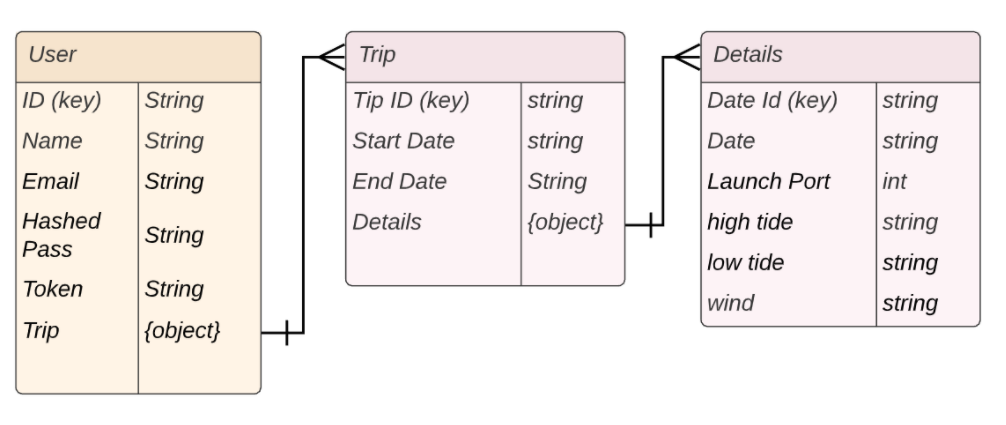 User
ID (key) String
Name String
Email String
Hashed
Pass String
Token String
Trip {object}
Trip
Tip ID (key) string
Start Date string
End Date String
Details {object}
Details
Date Id (key) string
Date string
Launch Port int
high tide string
low tide string
wind string